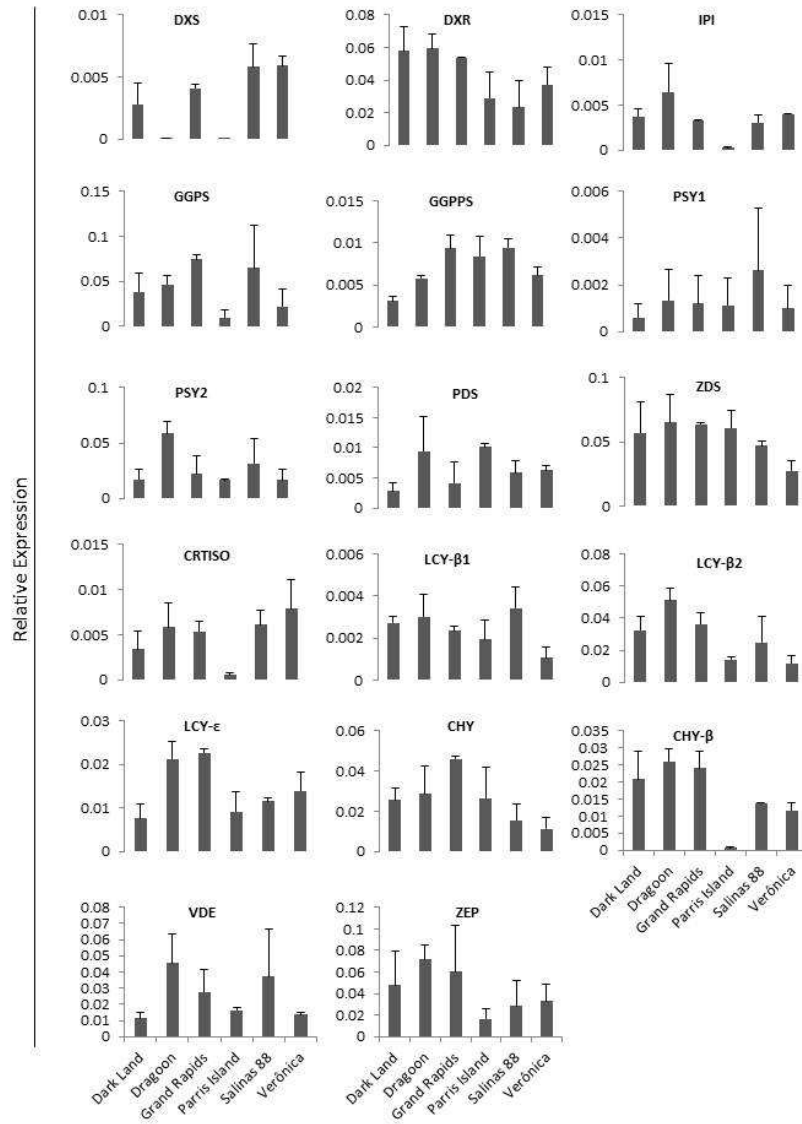 Relative Expression
DXS
0.01
0.005
0
DXR
0.08
0.06
0.04
0.02
0
IPI
0.015
0.01
0.005
0
GGPS
0.15
0.1
0.05
0
GGPPS
0.015
0.01
0.005
0
PSY1
0.006
0.004
0.002
0
PSY2
0.1
0.05
0
PDS
0.02
0.015
0.01
0.005
0
ZDS
0.1
0.05
0
CRTISO
0.015
0.01
0.005
0
LCY-β1
0.006
0.004
0.002
0
LCY-β2
0.08
0.06
0.04
0.02
0
LCY-ε
0.03
0.02
0.01
0
CHY
0.06
0.04
0.02
0
CHY-β
0.035
0.03
0.025
0.02
0.015
0.01
0.005
0
Dark Land
Dragoon
Grand Rapids
Parris Island
Salinas 88
Verônica
VDE
0.08
0.07
0.06
0.05
0.04
0.03
0.02
0.01
0
Dark Land
Dragoon
Grand Rapids
Parris Island
Salinas 88
Verônica
ZEP
0.12
0.1
0.08
0.06
0.04
0.02
0
Dark Land
Dragoon
Grand Rapids
Parris Island
Salinas 88
Verônica